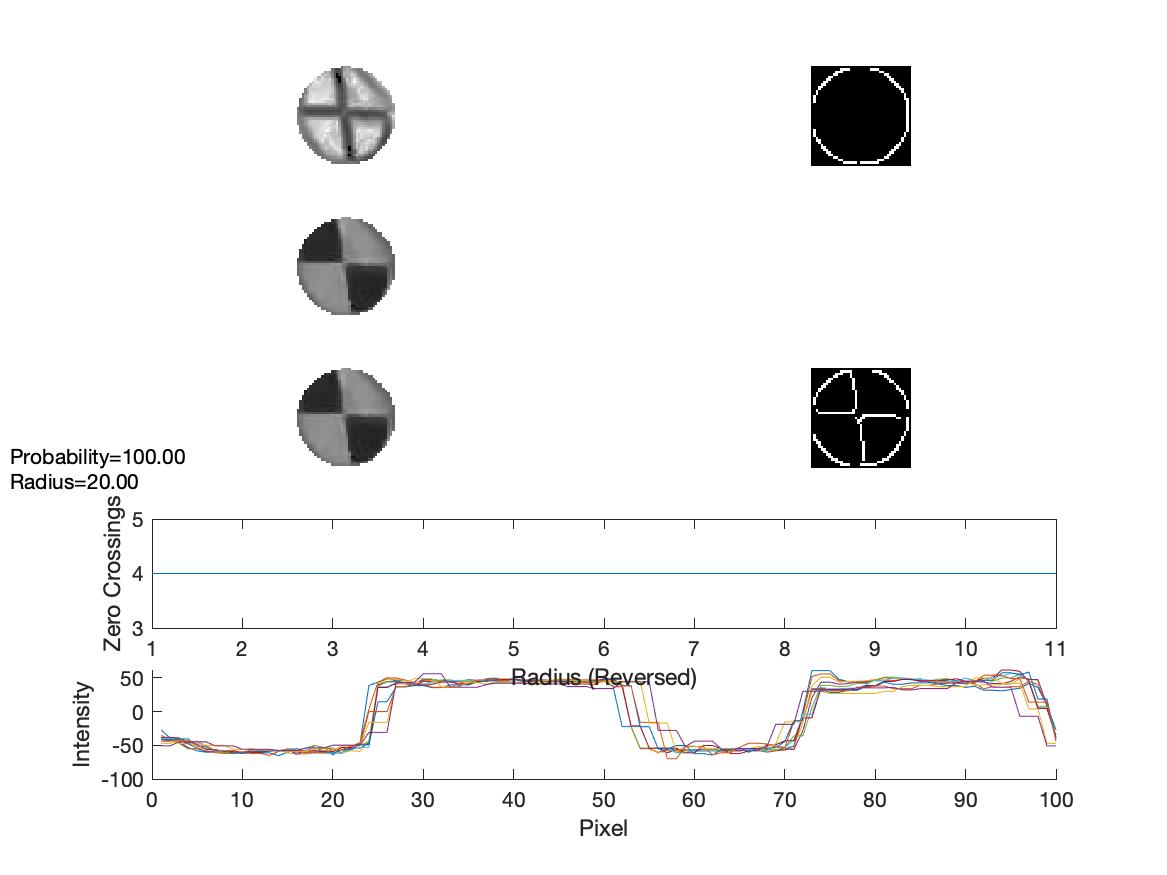 Probability=100.00
Radius=20.00
Zero Crossings
5
4
3
1 2 3 4 5 6 7 8 9 10 11
Radius (Reversed)
Intensity
50
0
-50
-100
0 10 20 30 40 50 60 70 80 90 100
Pixel